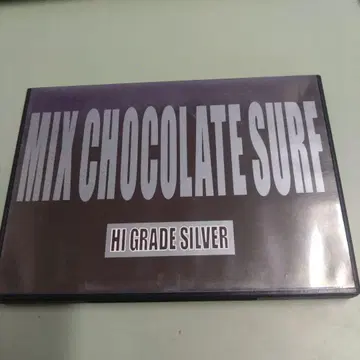 MIX CHOCOLATE SURF
HI GRADE SILVER